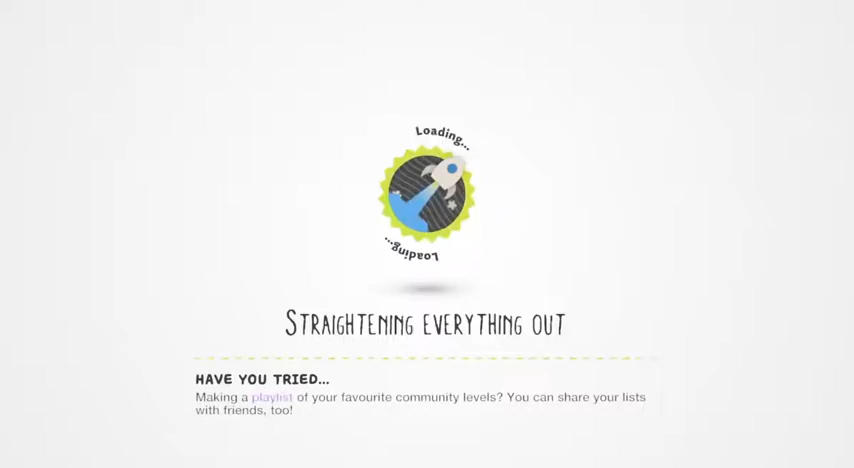 Loading...
Loading...
STRAIGHTENING EVERYTHING OUT
HAVE YOU TRIED...
Making a playlist of your favourite community levels? You can share your lists
with friends, too!